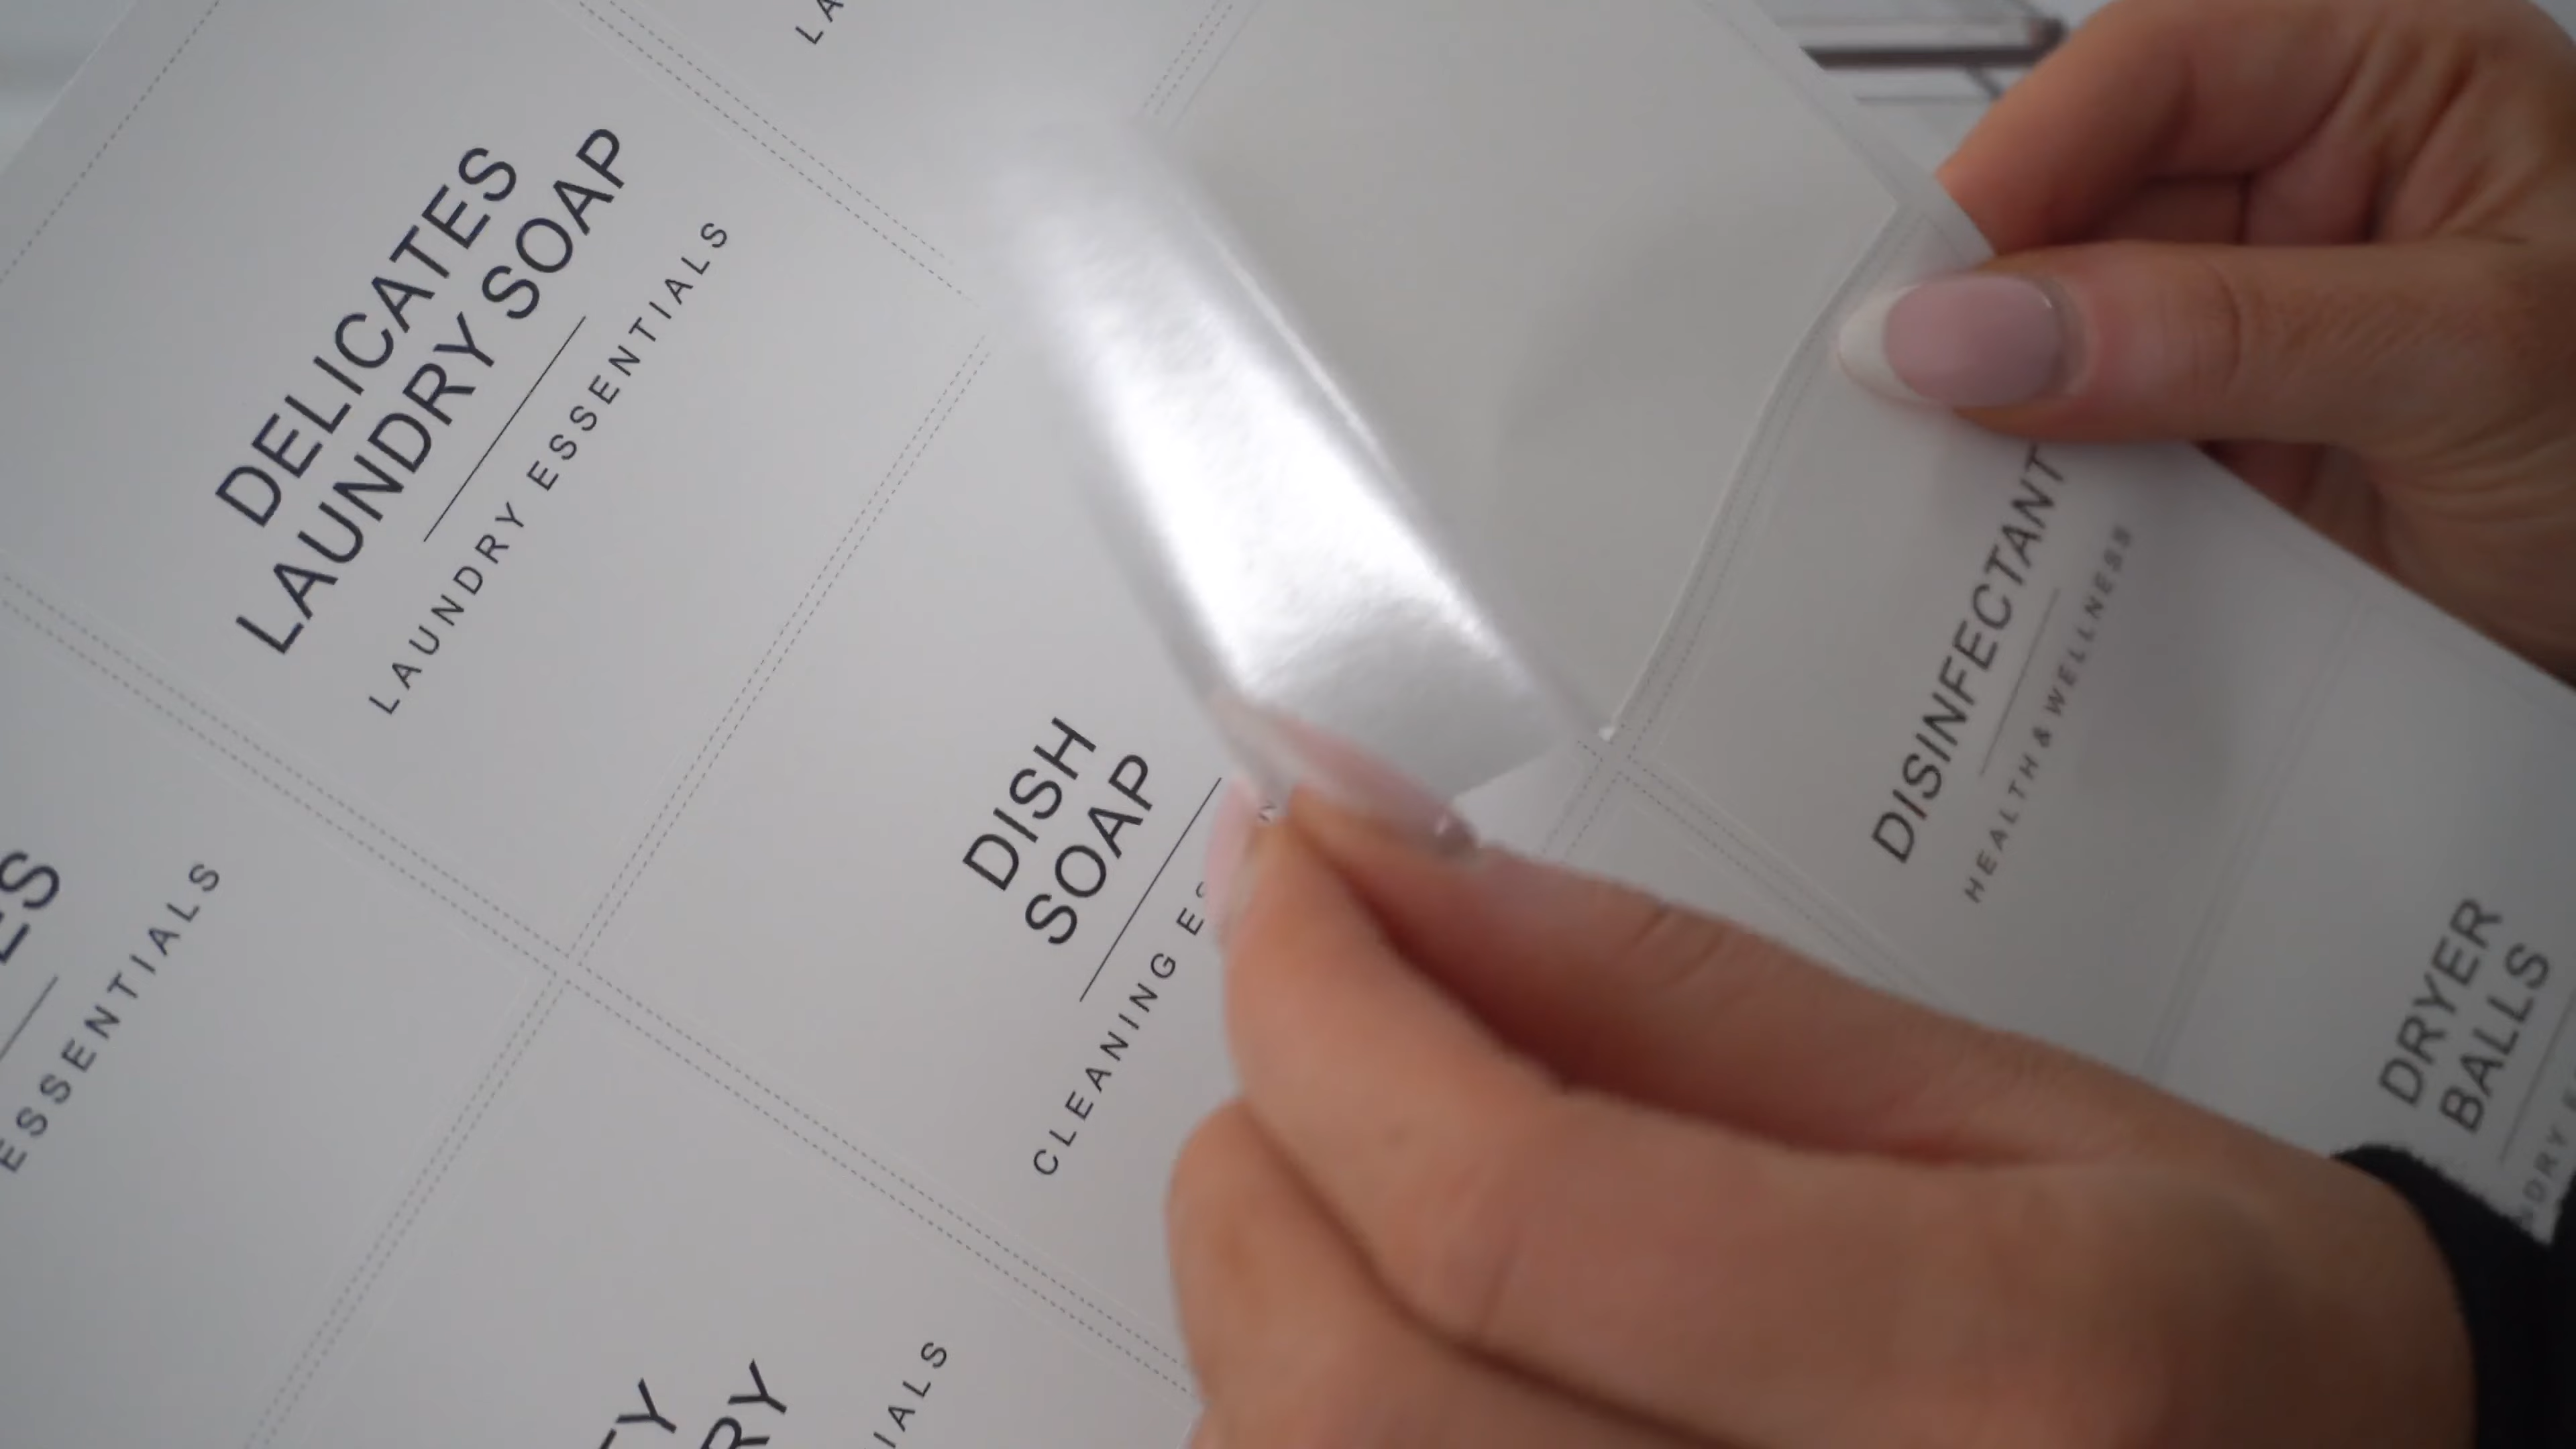 DELICATES
LAUNDRY SOAP
LAUNDRY ESSENTIALS
DISH
SOAP
CLEANING
DISINFECTANT
HEALTH & WELLNESS
DRYER
BALLS
ESSENTIALS